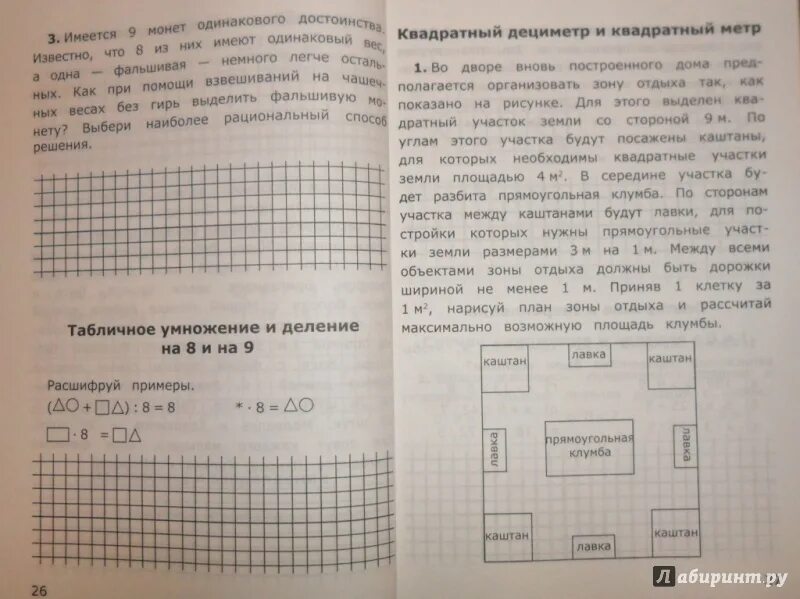 3. Имеется 9 монет одинакового достоинства.
Известно, что 8 из них имеют одинаковый вес,
а одна — фальшивая — немного легче осталь-
ных. Как при помощи взвешиваний на чашеч-
ных весах без гирь выделить фальшивую мо-
нету? Выбери наиболее рациональный способ
решения.
Табличное умножение и деление
на 8 и на 9
Расшифруй примеры.
(△○ + □△) : 8 = 8 * · 8 = △○
□ · 8 = □△
26
Квадратный дециметр и квадратный метр
1. Во дворе вновь построенного дома пред-
полагается организовать зону отдыха так, как
показано на рисунке. Для этого выделен ква-
дратный участок земли со стороной 9 м. По
углам этого участка будут посажены каштаны,
для которых необходимы квадратные участки
земли площадью 4 м². В середине участка бу-
дет разбита прямоугольная клумба. По сторонам
участка между каштанами будут лавки, для по-
стройки которых нужны прямоугольные участ-
ки земли размерами 3 м на 1 м. Между всеми
объектами зоны отдыха должны быть дорожки
шириной не менее 1 м. Приняв 1 клетку за
1 м², нарисуй план зоны отдыха и рассчитай
максимально возможную площадь клумбы.
каштан лавка каштан
лавка
прямоугольная
клумба
лавка
каштан лавка каштан
Лабиринт.ру